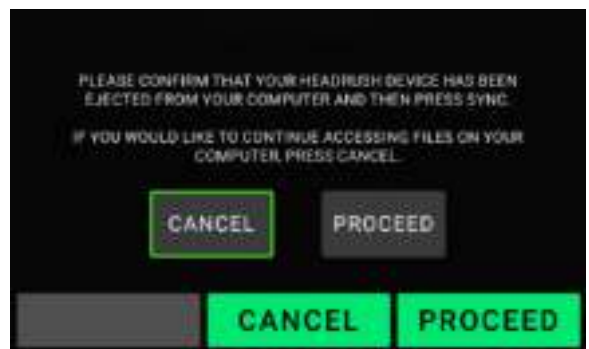 PLEASE CONFIRM THAT YOUR HEADRUSH DEVICE HAS BEEN
EJECTED FROM YOUR COMPUTER AND THEN PRESS SYNC.
IF YOU WOULD LIKE TO CONTINUE ACCESSING FILES ON YOUR
COMPUTER, PRESS CANCEL.
CANCEL PROCEED
CANCEL PROCEED